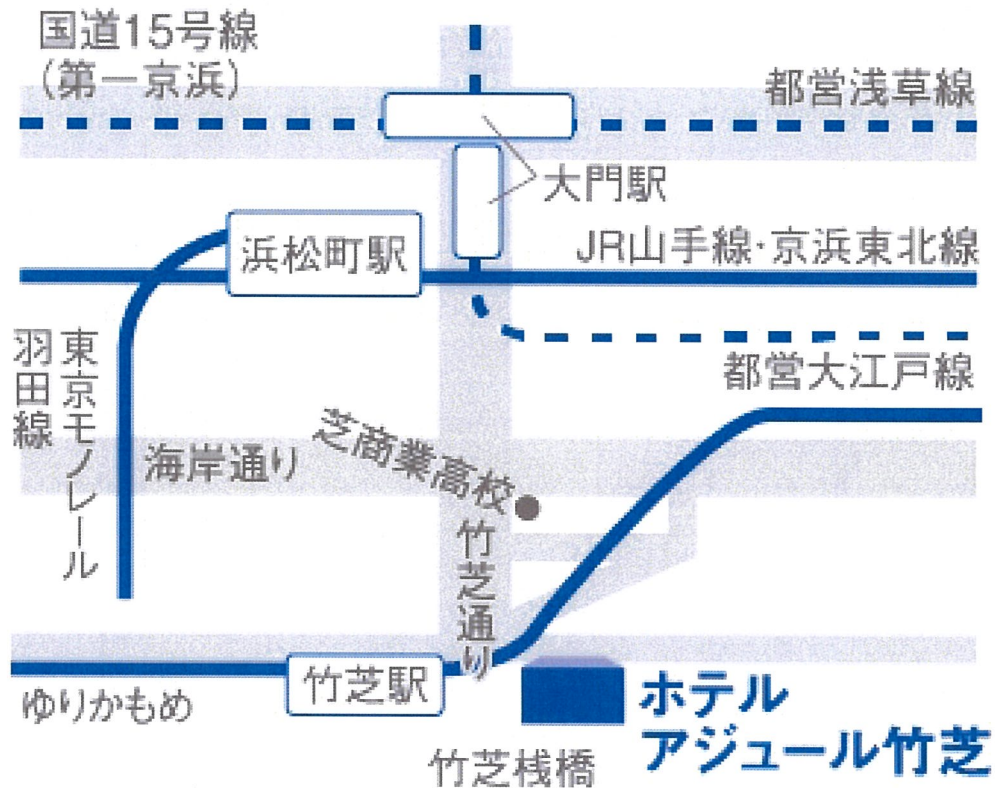 国道15号線
(第一京浜)
都営浅草線
大門駅
浜松町駅
JR山手線・京浜東北線
東京モノレール
羽田線
都営大江戸線
海岸通り
芝商業高校
竹芝通り
竹芝駅
ゆりかもめ
ホテル
アジュール竹芝
竹芝桟橋